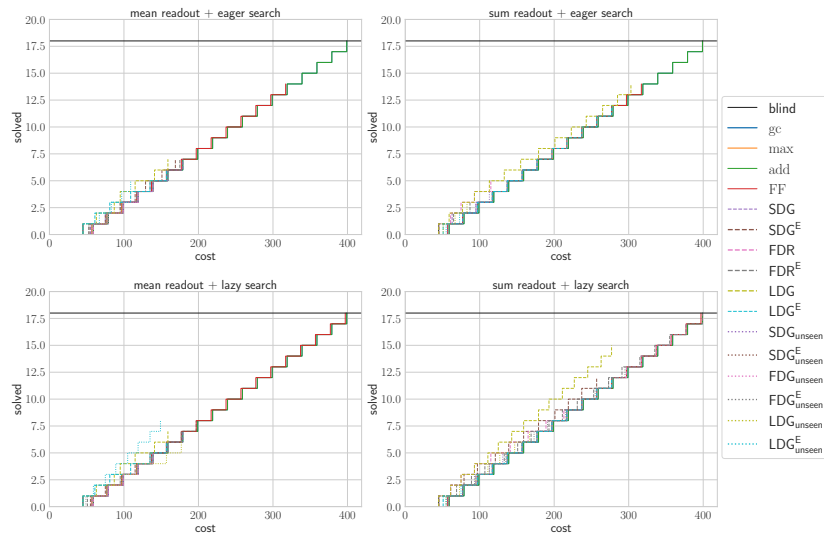 mean readout + eager search
20.0
17.5
15.0
12.5
10.0
7.5
5.0
2.5
0.0
solved
100 200 300 400
cost
sum readout + eager search
20.0
17.5
15.0
12.5
10.0
7.5
5.0
2.5
0.0
solved
100 200 300 400
cost
mean readout + lazy search
20.0
17.5
15.0
12.5
10.0
7.5
5.0
2.5
0.0
solved
100 200 300 400
cost
sum readout + lazy search
20.0
17.5
15.0
12.5
10.0
7.5
5.0
2.5
0.0
solved
100 200 300 400
cost
blind
gc
max
add
FF
SDG
SDG^E
FDR
FDR^E
LDG
LDG^E
SDG_unseen
SDG^E_unseen
FDG_unseen
FDG^E_unseen
LDG_unseen
LDG^E_unseen